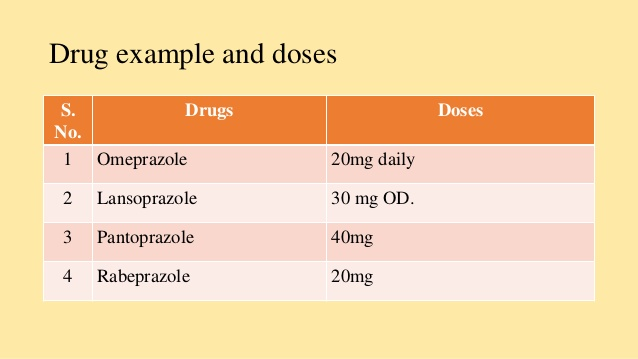 Drug example and doses
S. No. Drugs Doses
1 Omeprazole 20mg daily
2 Lansoprazole 30 mg OD.
3 Pantoprazole 40mg
4 Rabeprazole 20mg